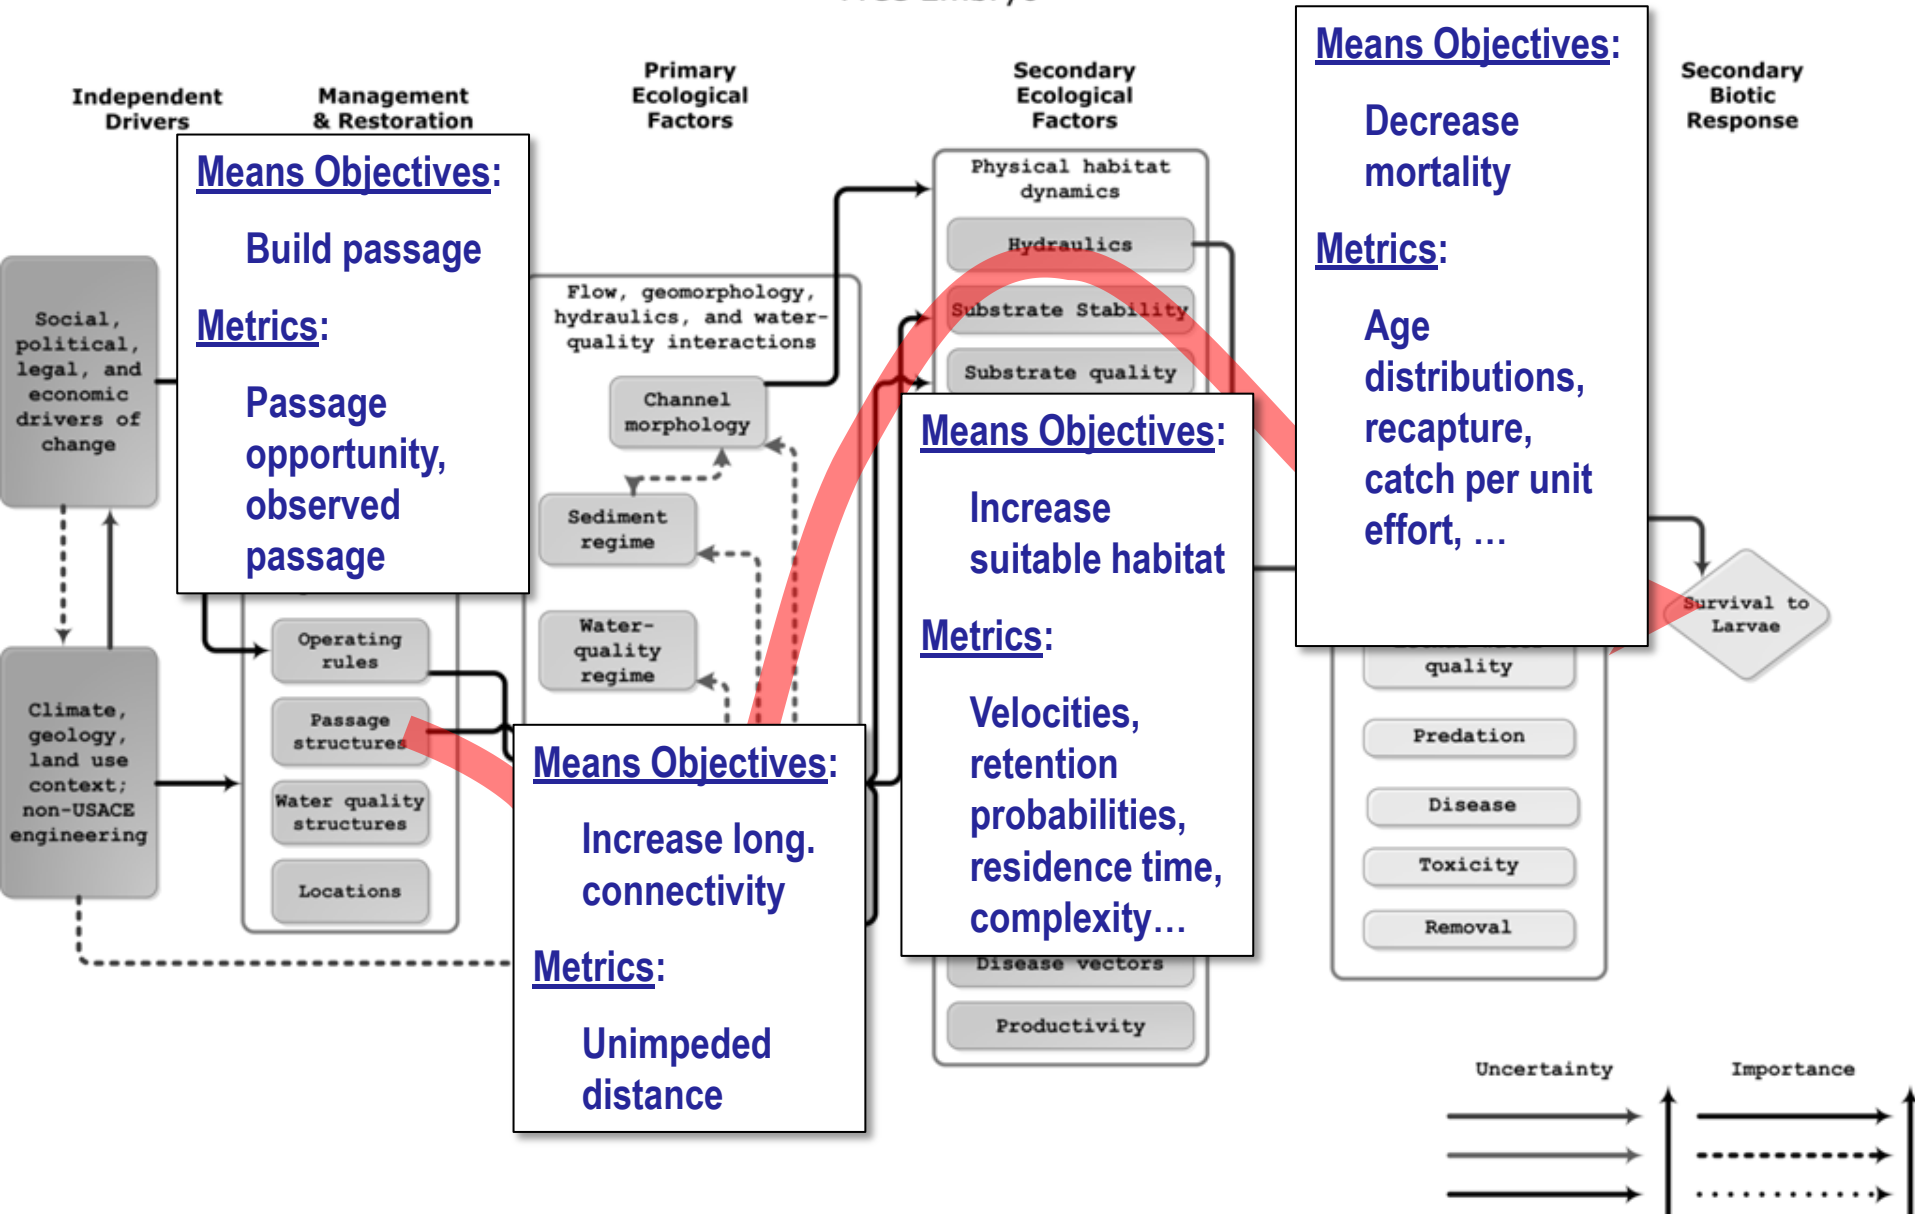 Independent
Drivers
Management
& Restoration
Primary
Ecological
Factors
Secondary
Ecological
Factors
Secondary
Biotic
Response
Social,
political,
legal, and
economic
drivers of
change
Climate,
geology,
land use
context;
non-USACE
engineering
Means Objectives:
Build passage
Metrics:
Passage
opportunity,
observed
passage
Operating
rules
Passage
structures
Water quality
structures
Locations
Flow, geomorphology,
hydraulics, and water-
quality interactions
Channel
morphology
Sediment
regime
Water-
quality
regime
Means Objectives:
Increase long.
connectivity
Metrics:
Unimpeded
distance
Physical habitat
dynamics
Hydraulics
Substrate Stability
Substrate quality
Means Objectives:
Increase
suitable habitat
Metrics:
Velocities,
retention
probabilities,
residence time,
complexity…
Disease vectors
Productivity
Means Objectives:
Decrease
mortality
Metrics:
Age
distributions,
recapture,
catch per unit
effort, …
quality
Predation
Disease
Toxicity
Removal
Survival to
Larvae
Uncertainty
Importance